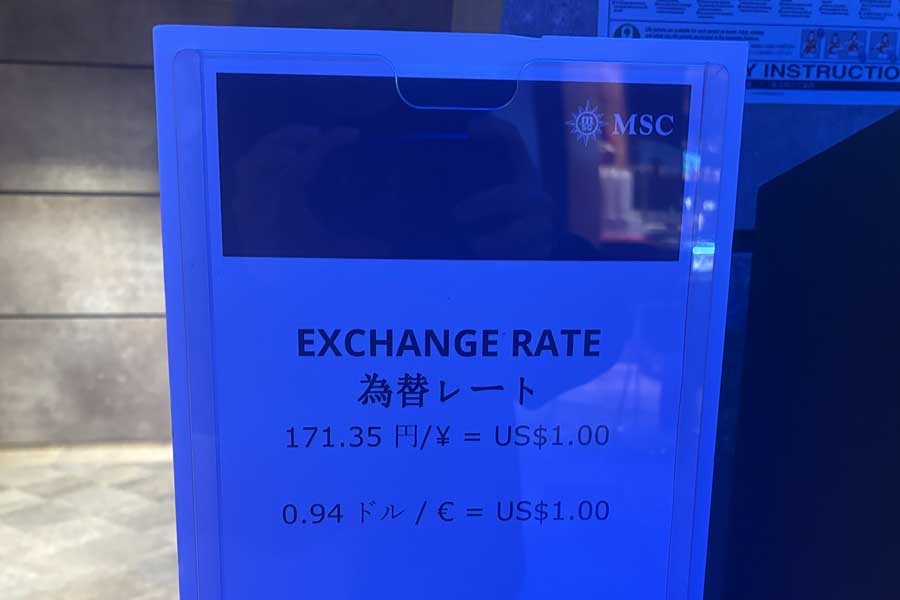 Y INSTRUCTIO
MSC
EXCHANGE RATE
為替レート
171.35 円/¥ = US$1.00
0.94 ドル / € = US$1.00